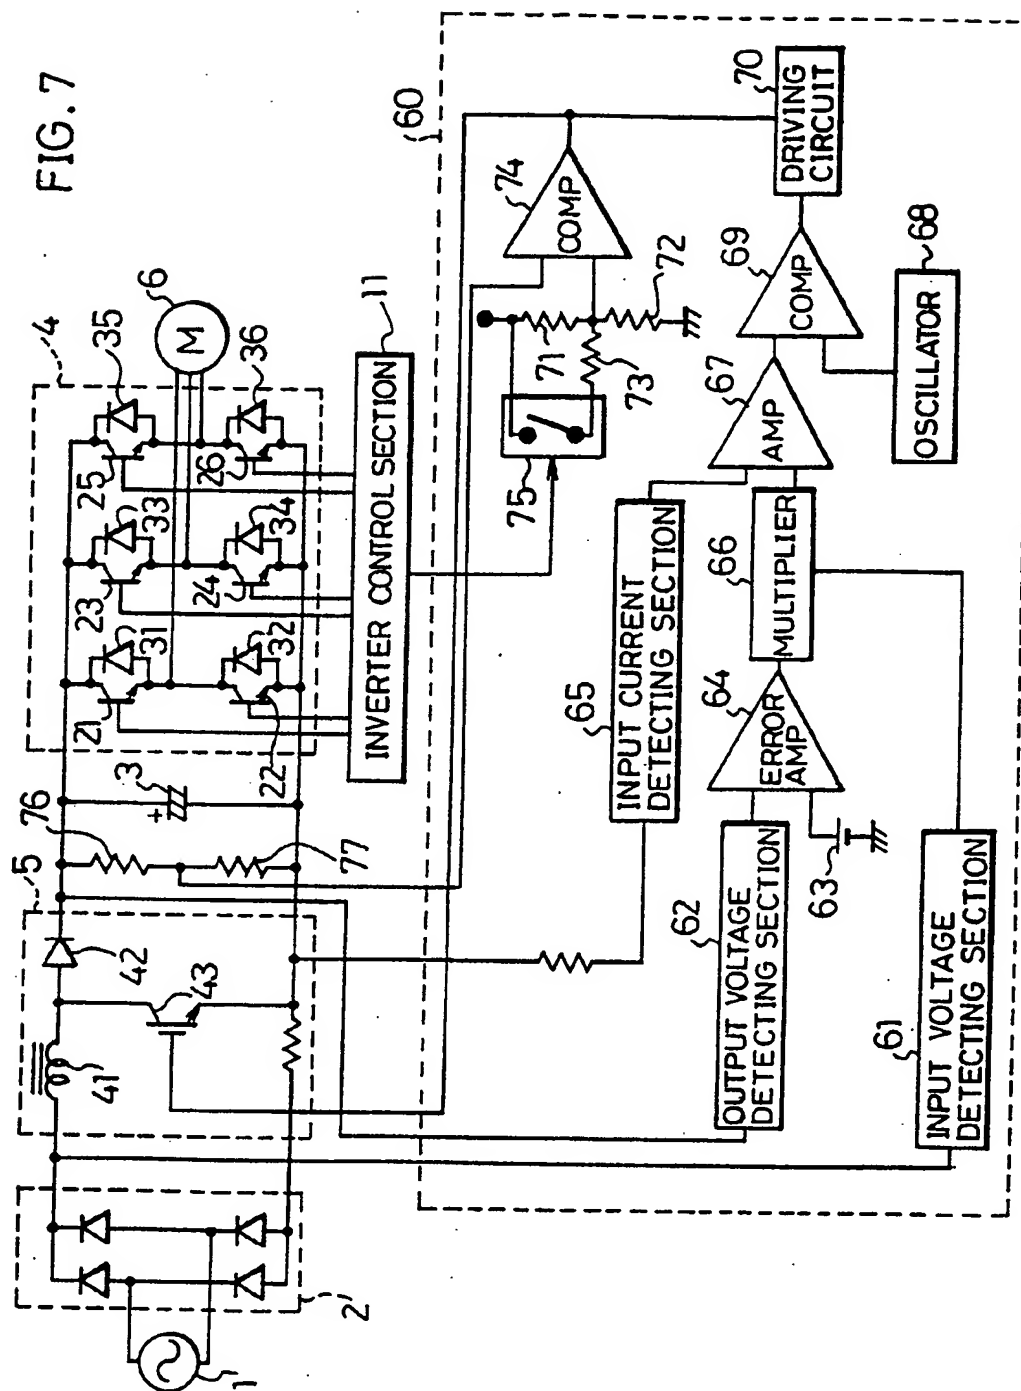 FIG. 7
1
2
5
41
42
43
76
77
3
4
21
31
22
32
23
33
24
34
25
35
26
36
M
6
INVERTER CONTROL SECTION
11
60
75
71
72
73
COMP
74
INPUT CURRENT
DETECTING SECTION
65
AMP
67
COMP
69
OSCILLATOR
68
DRIVING
CIRCUIT
70
OUTPUT VOLTAGE
DETECTING SECTION
62
63
ERROR
AMP
64
MULTIPLIER
66
INPUT VOLTAGE
DETECTING SECTION
61
+